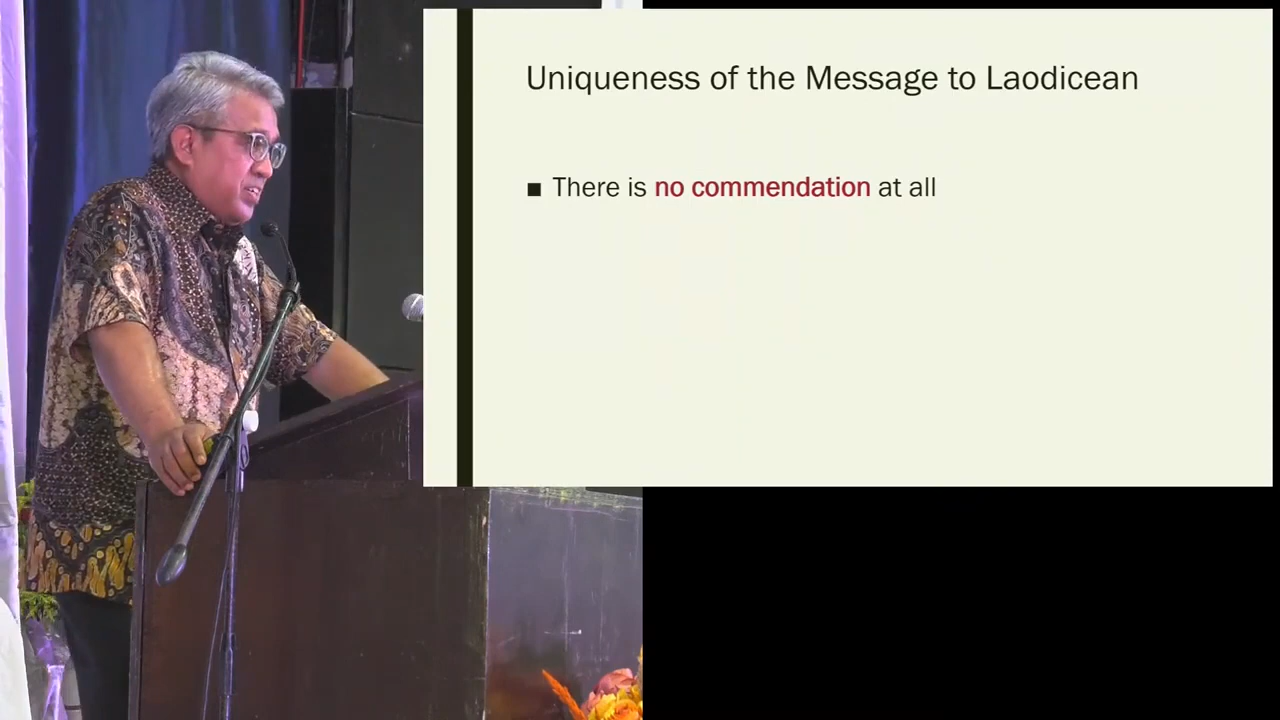 Uniqueness of the Message to Laodicean
■ There is no commendation at all